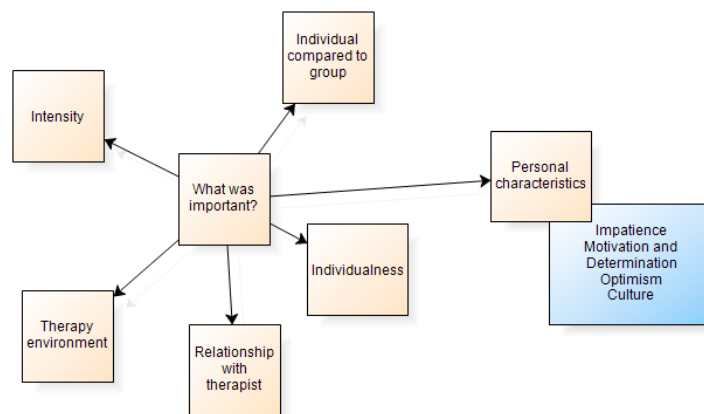 Individual
compared to
group
Intensity
Personal
characteristics
What was
important?
Impatience
Motivation and
Determination
Optimism
Culture
Individualness
Therapy
environment
Relationship
with
therapist